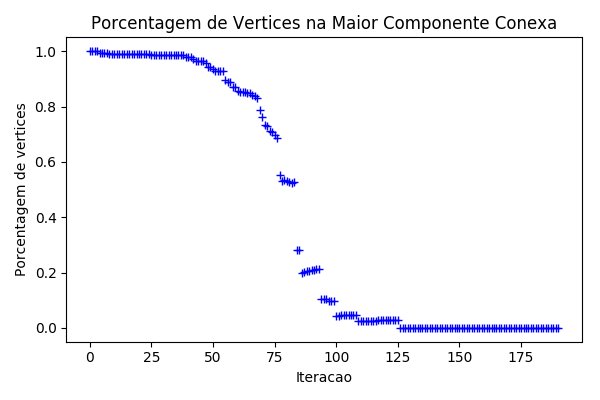 Porcentagem de Vertices na Maior Componente Conexa
Porcentagem de vertices
1.0
0.8
0.6
0.4
0.2
0.0
0 25 50 75 100 125 150 175
Iteracao